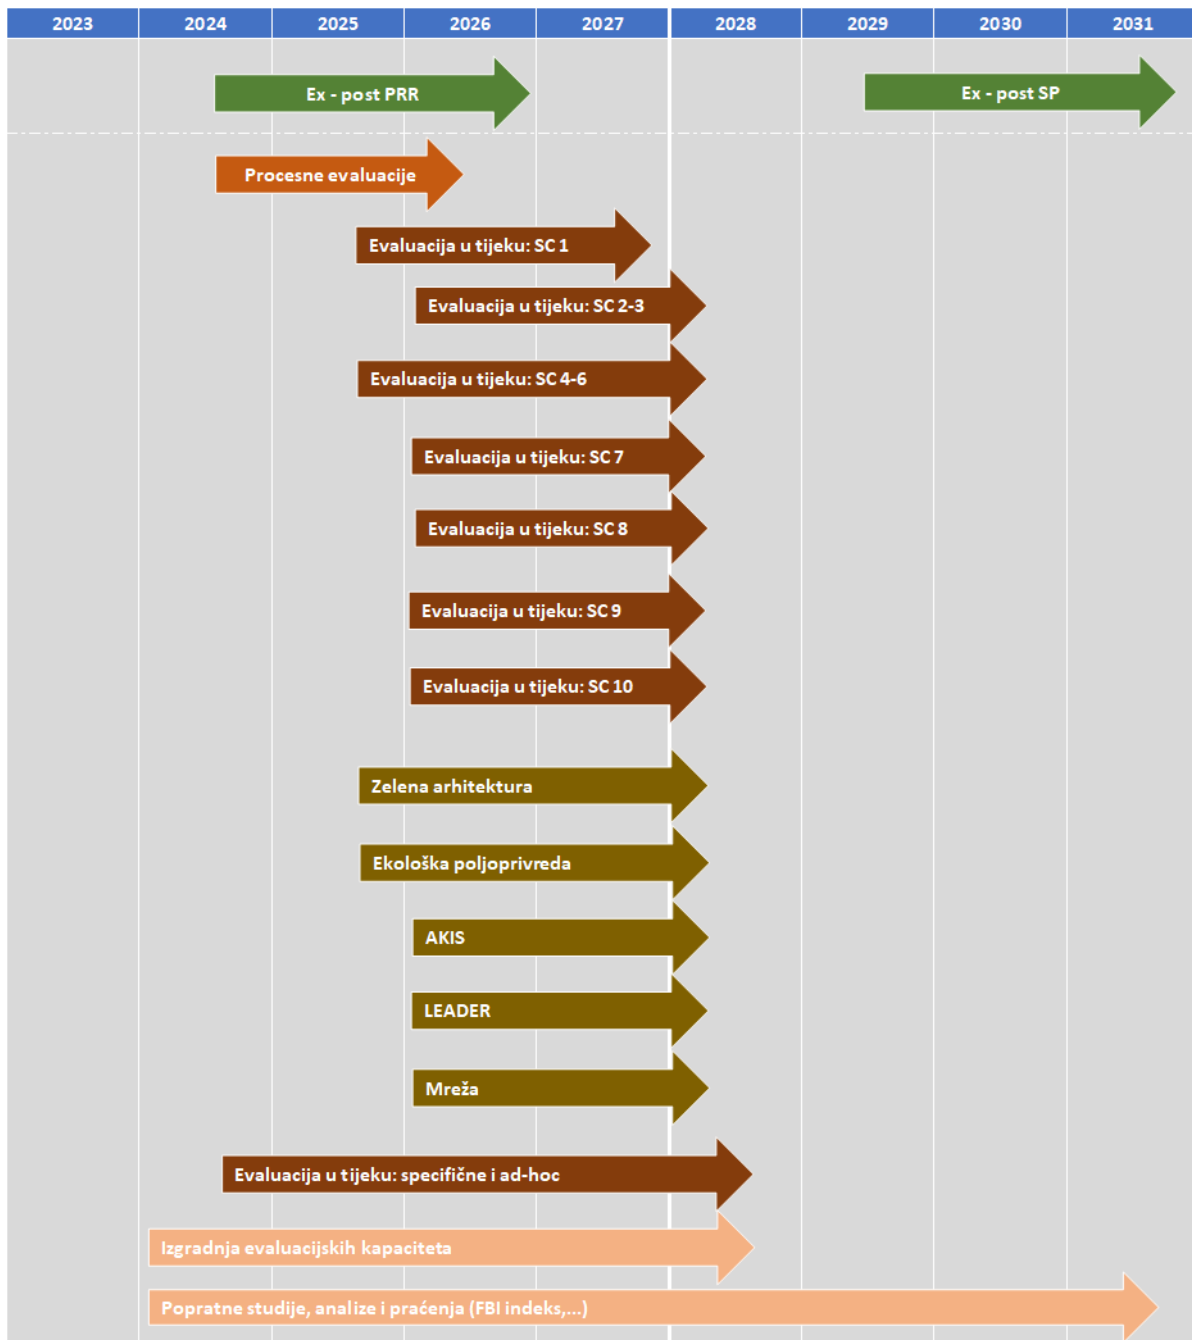 2023 2024 2025 2026 2027 2028 2029 2030 2031
Ex - post PRR
Ex - post SP
Procesne evaluacije
Evaluacija u tijeku: SC 1
Evaluacija u tijeku: SC 2-3
Evaluacija u tijeku: SC 4-6
Evaluacija u tijeku: SC 7
Evaluacija u tijeku: SC 8
Evaluacija u tijeku: SC 9
Evaluacija u tijeku: SC 10
Zelena arhitektura
Ekološka poljoprivreda
AKIS
LEADER
Mreža
Evaluacija u tijeku: specifične i ad-hoc
Izgradnja evaluacijskih kapaciteta
Popratne studije, analize i praćenja (FBI indeks,...)